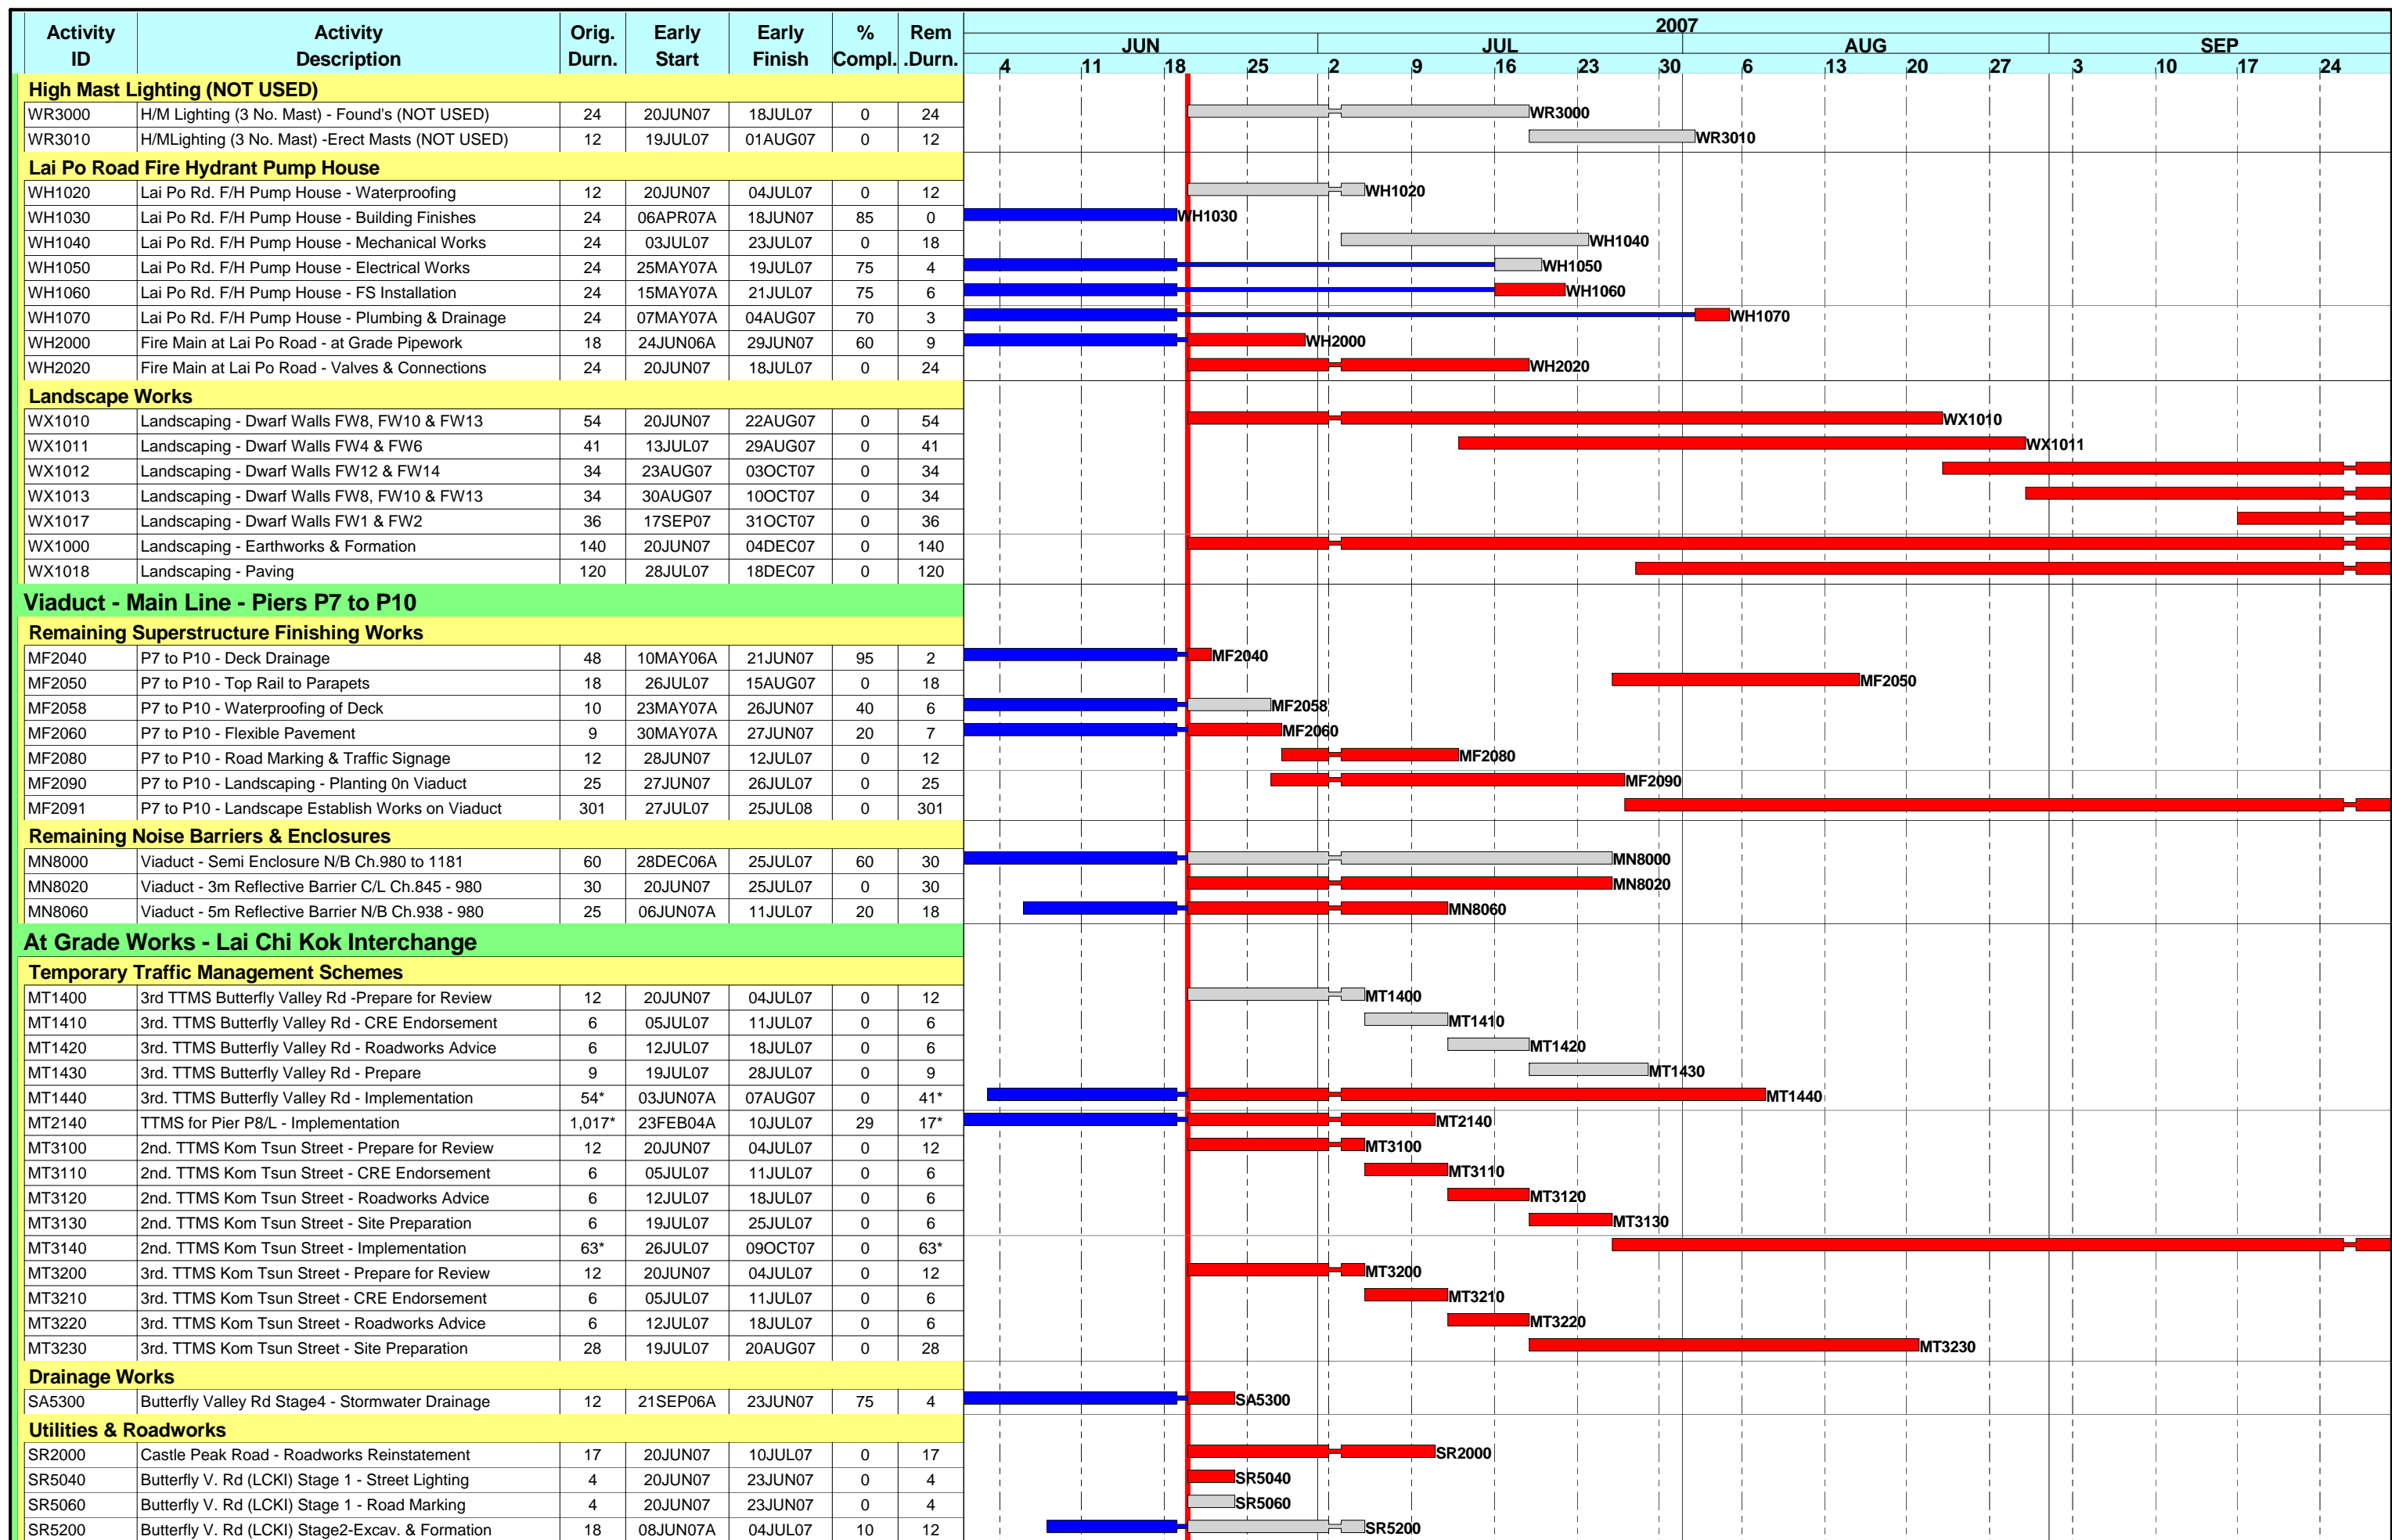 2007
Activity ID Activity Description Orig. Durn. Early Start Early Finish % Compl. Rem .Durn.
JUN JUL AUG SEP
4 11 18 25 2 9 16 23 30 6 13 20 27 3 10 17 24
High Mast Lighting (NOT USED)
WR3000 H/M Lighting (3 No. Mast) - Found's (NOT USED) 24 20JUN07 18JUL07 0 24 WR3000
WR3010 H/MLighting (3 No. Mast) -Erect Masts (NOT USED) 12 19JUL07 01AUG07 0 12 WR3010
Lai Po Road Fire Hydrant Pump House
WH1020 Lai Po Rd. F/H Pump House - Waterproofing 12 20JUN07 04JUL07 0 12 WH1020
WH1030 Lai Po Rd. F/H Pump House - Building Finishes 24 06APR07A 18JUN07 85 0 WH1030
WH1040 Lai Po Rd. F/H Pump House - Mechanical Works 24 03JUL07 23JUL07 0 18 WH1040
WH1050 Lai Po Rd. F/H Pump House - Electrical Works 24 25MAY07A 19JUL07 75 4 WH1050
WH1060 Lai Po Rd. F/H Pump House - FS Installation 24 15MAY07A 21JUL07 75 6 WH1060
WH1070 Lai Po Rd. F/H Pump House - Plumbing & Drainage 24 07MAY07A 04AUG07 70 3 WH1070
WH2000 Fire Main at Lai Po Road - at Grade Pipework 18 24JUN06A 29JUN07 60 9 WH2000
WH2020 Fire Main at Lai Po Road - Valves & Connections 24 20JUN07 18JUL07 0 24 WH2020
Landscape Works
WX1010 Landscaping - Dwarf Walls FW8, FW10 & FW13 54 20JUN07 22AUG07 0 54 WX1010
WX1011 Landscaping - Dwarf Walls FW4 & FW6 41 13JUL07 29AUG07 0 41 WX1011
WX1012 Landscaping - Dwarf Walls FW12 & FW14 34 23AUG07 03OCT07 0 34
WX1013 Landscaping - Dwarf Walls FW8, FW10 & FW13 34 30AUG07 10OCT07 0 34
WX1017 Landscaping - Dwarf Walls FW1 & FW2 36 17SEP07 31OCT07 0 36
WX1000 Landscaping - Earthworks & Formation 140 20JUN07 04DEC07 0 140
WX1018 Landscaping - Paving 120 28JUL07 18DEC07 0 120
Viaduct - Main Line - Piers P7 to P10
Remaining Superstructure Finishing Works
MF2040 P7 to P10 - Deck Drainage 48 10MAY06A 21JUN07 95 2 MF2040
MF2050 P7 to P10 - Top Rail to Parapets 18 26JUL07 15AUG07 0 18 MF2050
MF2058 P7 to P10 - Waterproofing of Deck 10 23MAY07A 26JUN07 40 6 MF2058
MF2060 P7 to P10 - Flexible Pavement 9 30MAY07A 27JUN07 20 7 MF2060
MF2080 P7 to P10 - Road Marking & Traffic Signage 12 28JUN07 12JUL07 0 12 MF2080
MF2090 P7 to P10 - Landscaping - Planting 0n Viaduct 25 27JUN07 26JUL07 0 25 MF2090
MF2091 P7 to P10 - Landscape Establish Works on Viaduct 301 27JUL07 25JUL08 0 301
Remaining Noise Barriers & Enclosures
MN8000 Viaduct - Semi Enclosure N/B Ch.980 to 1181 60 28DEC06A 25JUL07 60 30 MN8000
MN8020 Viaduct - 3m Reflective Barrier C/L Ch.845 - 980 30 20JUN07 25JUL07 0 30 MN8020
MN8060 Viaduct - 5m Reflective Barrier N/B Ch.938 - 980 25 06JUN07A 11JUL07 20 18 MN8060
At Grade Works - Lai Chi Kok Interchange
Temporary Traffic Management Schemes
MT1400 3rd TTMS Butterfly Valley Rd -Prepare for Review 12 20JUN07 04JUL07 0 12 MT1400
MT1410 3rd. TTMS Butterfly Valley Rd - CRE Endorsement 6 05JUL07 11JUL07 0 6 MT1410
MT1420 3rd. TTMS Butterfly Valley Rd - Roadworks Advice 6 12JUL07 18JUL07 0 6 MT1420
MT1430 3rd. TTMS Butterfly Valley Rd - Prepare 9 19JUL07 28JUL07 0 9 MT1430
MT1440 3rd. TTMS Butterfly Valley Rd - Implementation 54* 03JUN07A 07AUG07 0 41* MT1440
MT2140 TTMS for Pier P8/L - Implementation 1,017* 23FEB04A 10JUL07 29 17* MT2140
MT3100 2nd. TTMS Kom Tsun Street - Prepare for Review 12 20JUN07 04JUL07 0 12 MT3100
MT3110 2nd. TTMS Kom Tsun Street - CRE Endorsement 6 05JUL07 11JUL07 0 6 MT3110
MT3120 2nd. TTMS Kom Tsun Street - Roadworks Advice 6 12JUL07 18JUL07 0 6 MT3120
MT3130 2nd. TTMS Kom Tsun Street - Site Preparation 6 19JUL07 25JUL07 0 6 MT3130
MT3140 2nd. TTMS Kom Tsun Street - Implementation 63* 26JUL07 09OCT07 0 63*
MT3200 3rd. TTMS Kom Tsun Street - Prepare for Review 12 20JUN07 04JUL07 0 12 MT3200
MT3210 3rd. TTMS Kom Tsun Street - CRE Endorsement 6 05JUL07 11JUL07 0 6 MT3210
MT3220 3rd. TTMS Kom Tsun Street - Roadworks Advice 6 12JUL07 18JUL07 0 6 MT3220
MT3230 3rd. TTMS Kom Tsun Street - Site Preparation 28 19JUL07 20AUG07 0 28 MT3230
Drainage Works
SA5300 Butterfly Valley Rd Stage4 - Stormwater Drainage 12 21SEP06A 23JUN07 75 4 SA5300
Utilities & Roadworks
SR2000 Castle Peak Road - Roadworks Reinstatement 17 20JUN07 10JUL07 0 17 SR2000
SR5040 Butterfly V. Rd (LCKI) Stage 1 - Street Lighting 4 20JUN07 23JUN07 0 4 SR5040
SR5060 Butterfly V. Rd (LCKI) Stage 1 - Road Marking 4 20JUN07 23JUN07 0 4 SR5060
SR5200 Butterfly V. Rd (LCKI) Stage2-Excav. & Formation 18 08JUN07A 04JUL07 10 12 SR5200